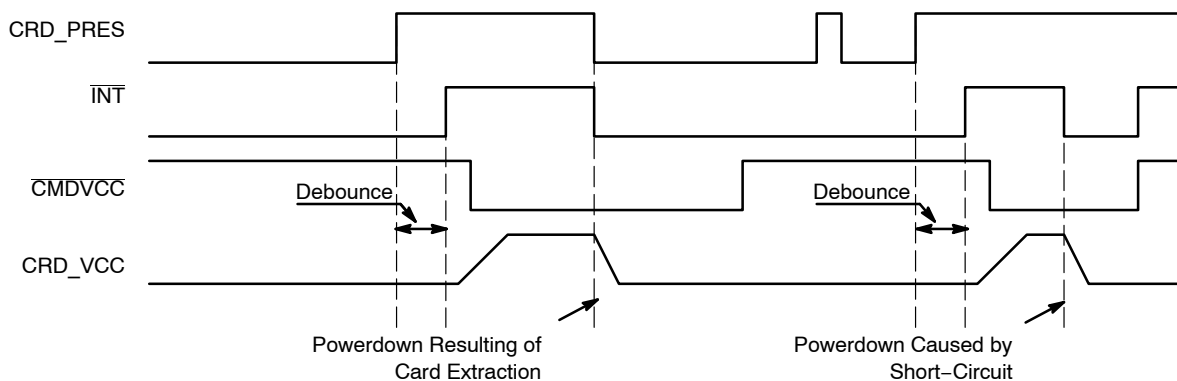 CRD_PRES
INT
CMDVCC
Debounce
Debounce
CRD_VCC
Powerdown Resulting of
Card Extraction
Powerdown Caused by
Short−Circuit